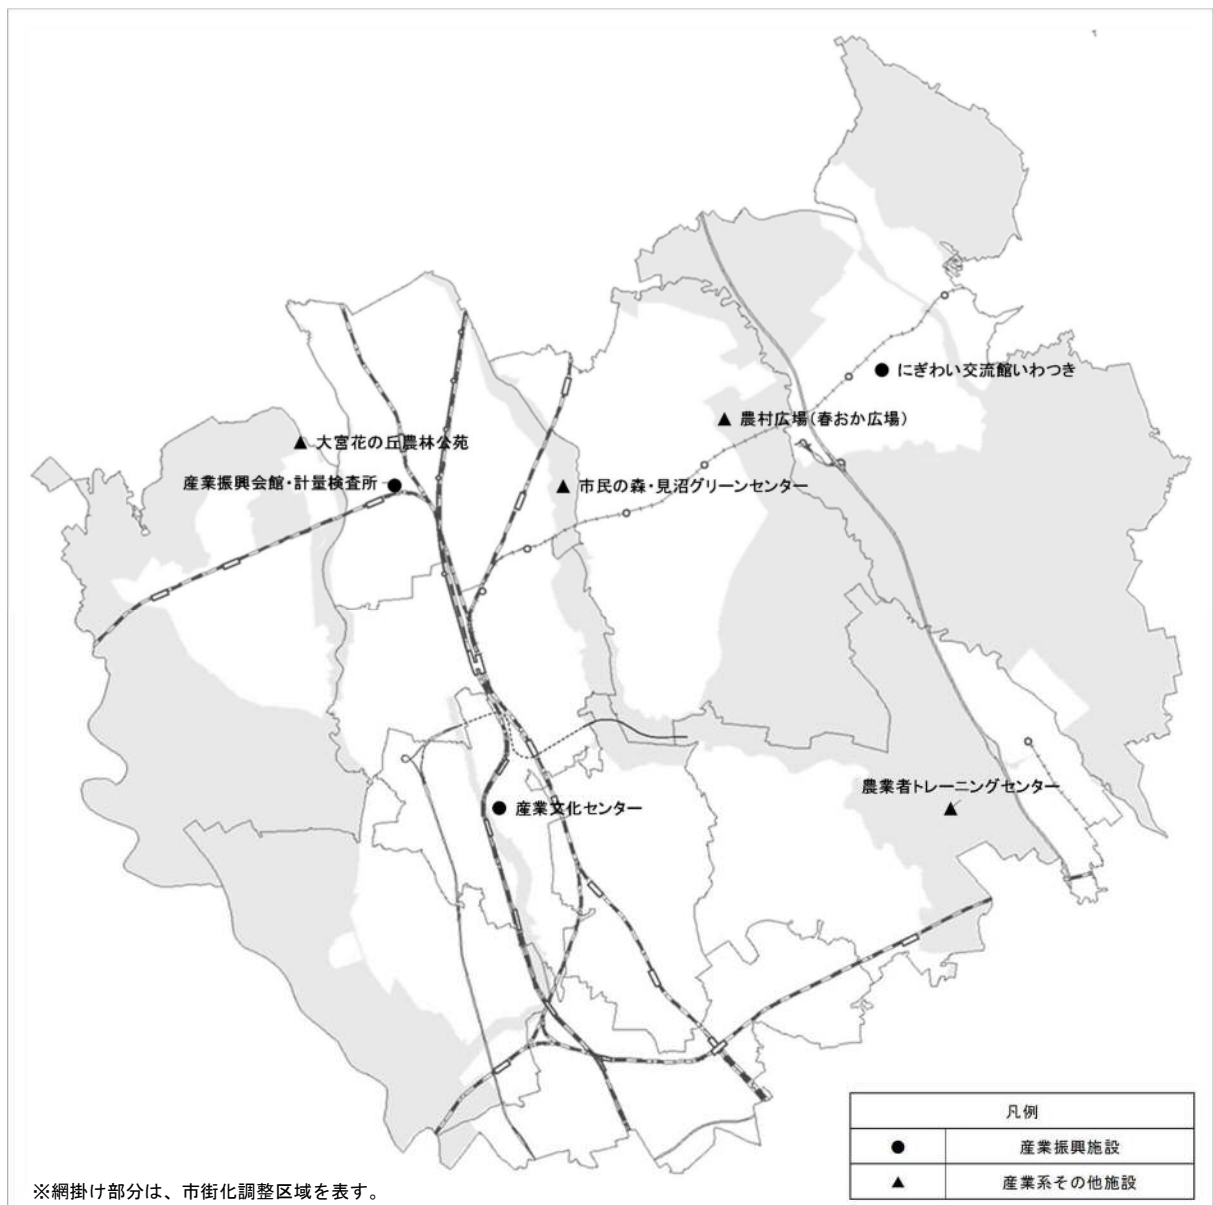 にぎわい交流館いわつき
農村広場(春おか広場)
大宮花の丘農林公苑
産業振興会館・計量検査所
市民の森・見沼グリーンセンター
農業者トレーニングセンター
産業文化センター
凡例
● 産業振興施設
▲ 産業系その他施設
※網掛け部分は、市街化調整区域を表す。